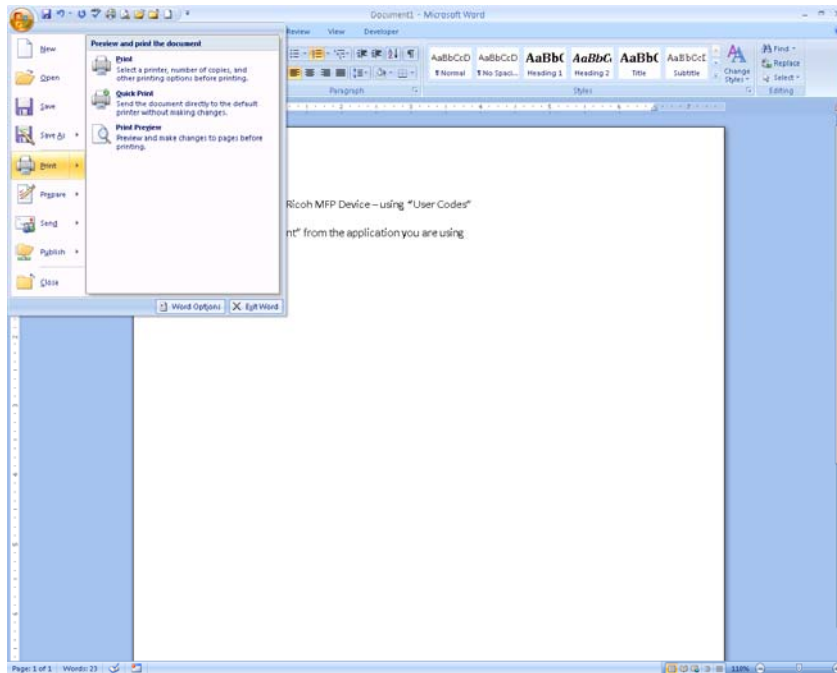 Document1 - Microsoft Word
Review View Developer
New
Open
Save
Save As
Print
Prepare
Send
Publish
Close
Preview and print the document
Print
Select a printer, number of copies, and
other printing options before printing.
Quick Print
Send the document directly to the default
printer without making changes.
Print Preview
Preview and make changes to pages before
printing.
Word Options Exit Word
AaBbCcD AaBbCcD AaBbC AaBbC AaBbC AaBbCcI
¶ Normal ¶ No Spaci... Heading 1 Heading 2 Title Subtitle
Change
Styles
Find
Replace
Select
Paragraph Styles Editing
Ricoh MFP Device – using “User Codes”
nt” from the application you are using
Page: 1 of 1 Words: 23 110%